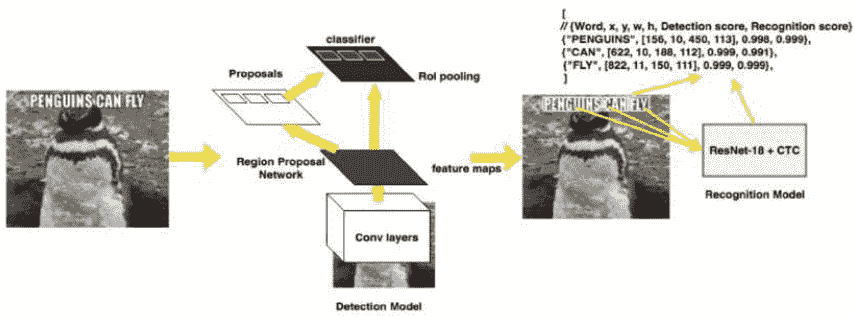 PENGUINS CAN FLY
classifier
Proposals
RoI pooling
Region Proposal
Network
feature maps
Conv layers
Detection Model
[
// {Word, x, y, w, h, Detection score, Recognition score}
{"PENGUINS", [156, 10, 450, 113], 0.998, 0.999},
{"CAN", [622, 10, 188, 112], 0.999, 0.991},
{"FLY", [822, 11, 150, 111], 0.999, 0.999},
]
PENGUINS CAN FLY
ResNet-18 + CTC
Recognition Model